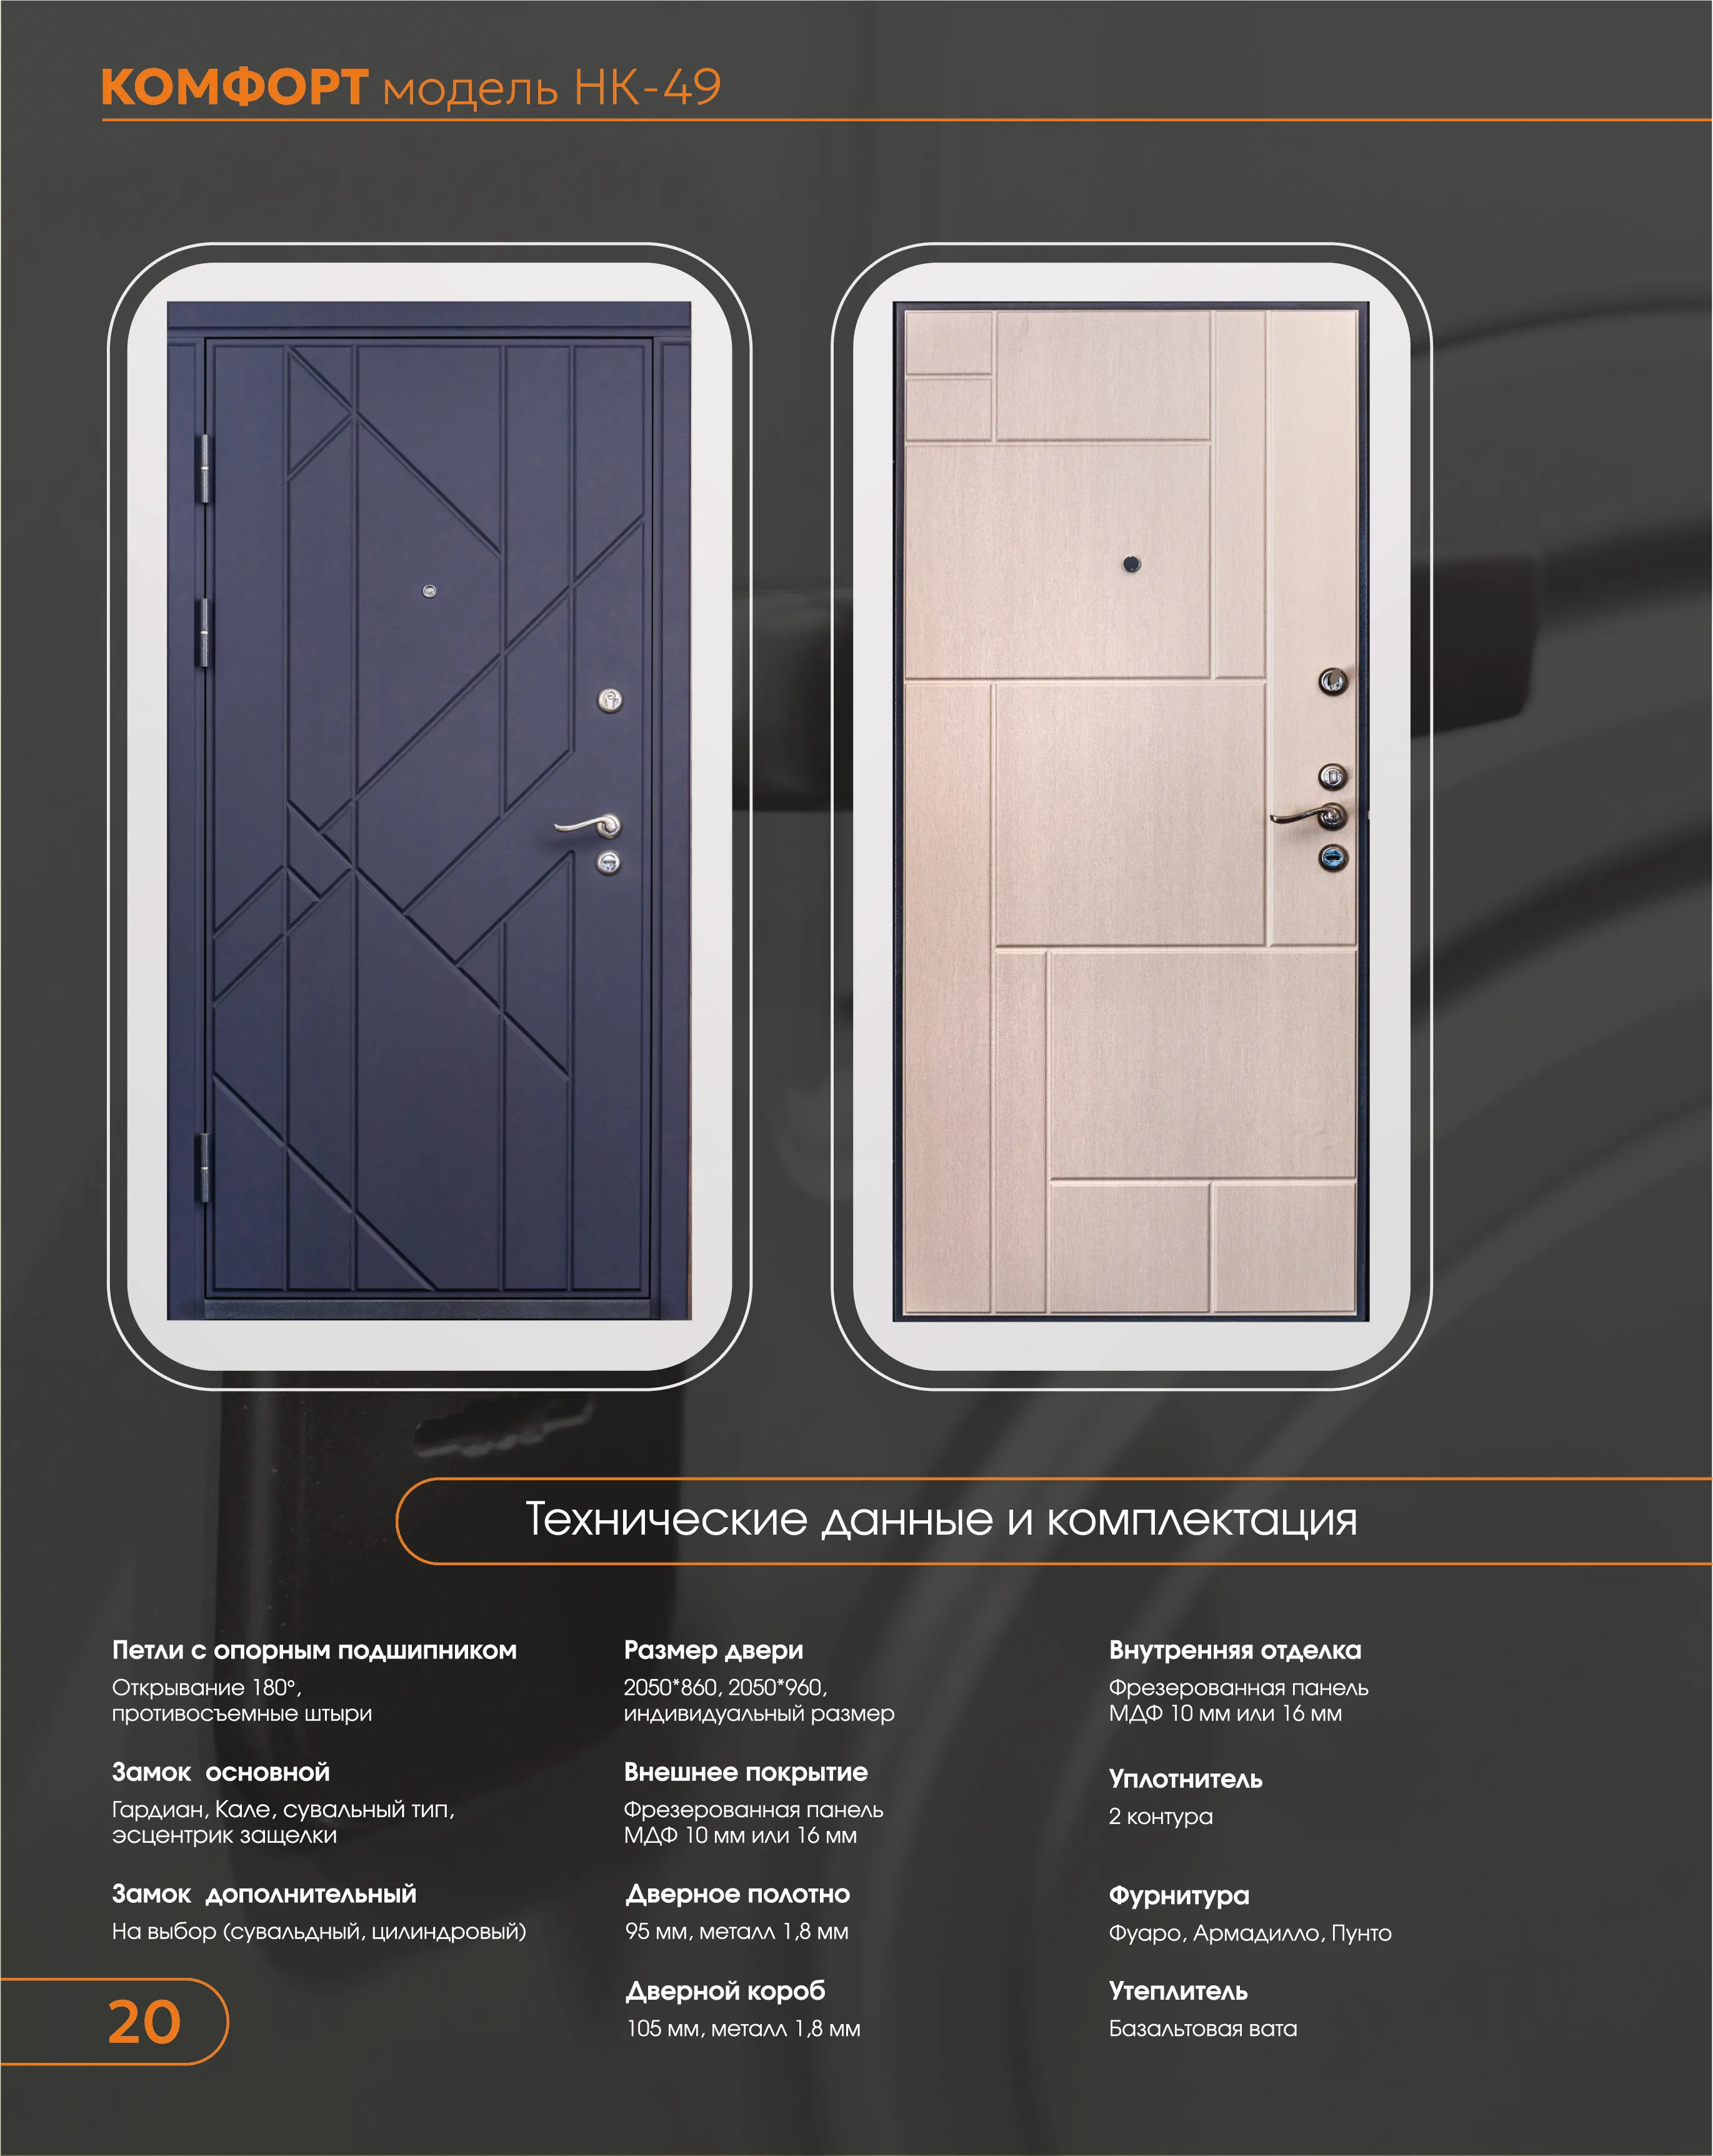 КОМФОРТ модель НК-49
Технические данные и комплектация
Петли с опорным подшипником
Открывание 180°,
противосъемные штыри
Замок основной
Гардиан, Кале, сувальный тип,
эсцентрик защелки
Замок дополнительный
На выбор (сувальдный, цилиндровый)
Размер двери
2050*860, 2050*960,
индивидуальный размер
Внешнее покрытие
Фрезерованная панель
МДФ 10 мм или 16 мм
Дверное полотно
95 мм, металл 1,8 мм
Дверной короб
105 мм, металл 1,8 мм
Внутренняя отделка
Фрезерованная панель
МДФ 10 мм или 16 мм
Уплотнитель
2 контура
Фурнитура
Фуаро, Армадилло, Пунто
Утеплитель
Базальтовая вата
20